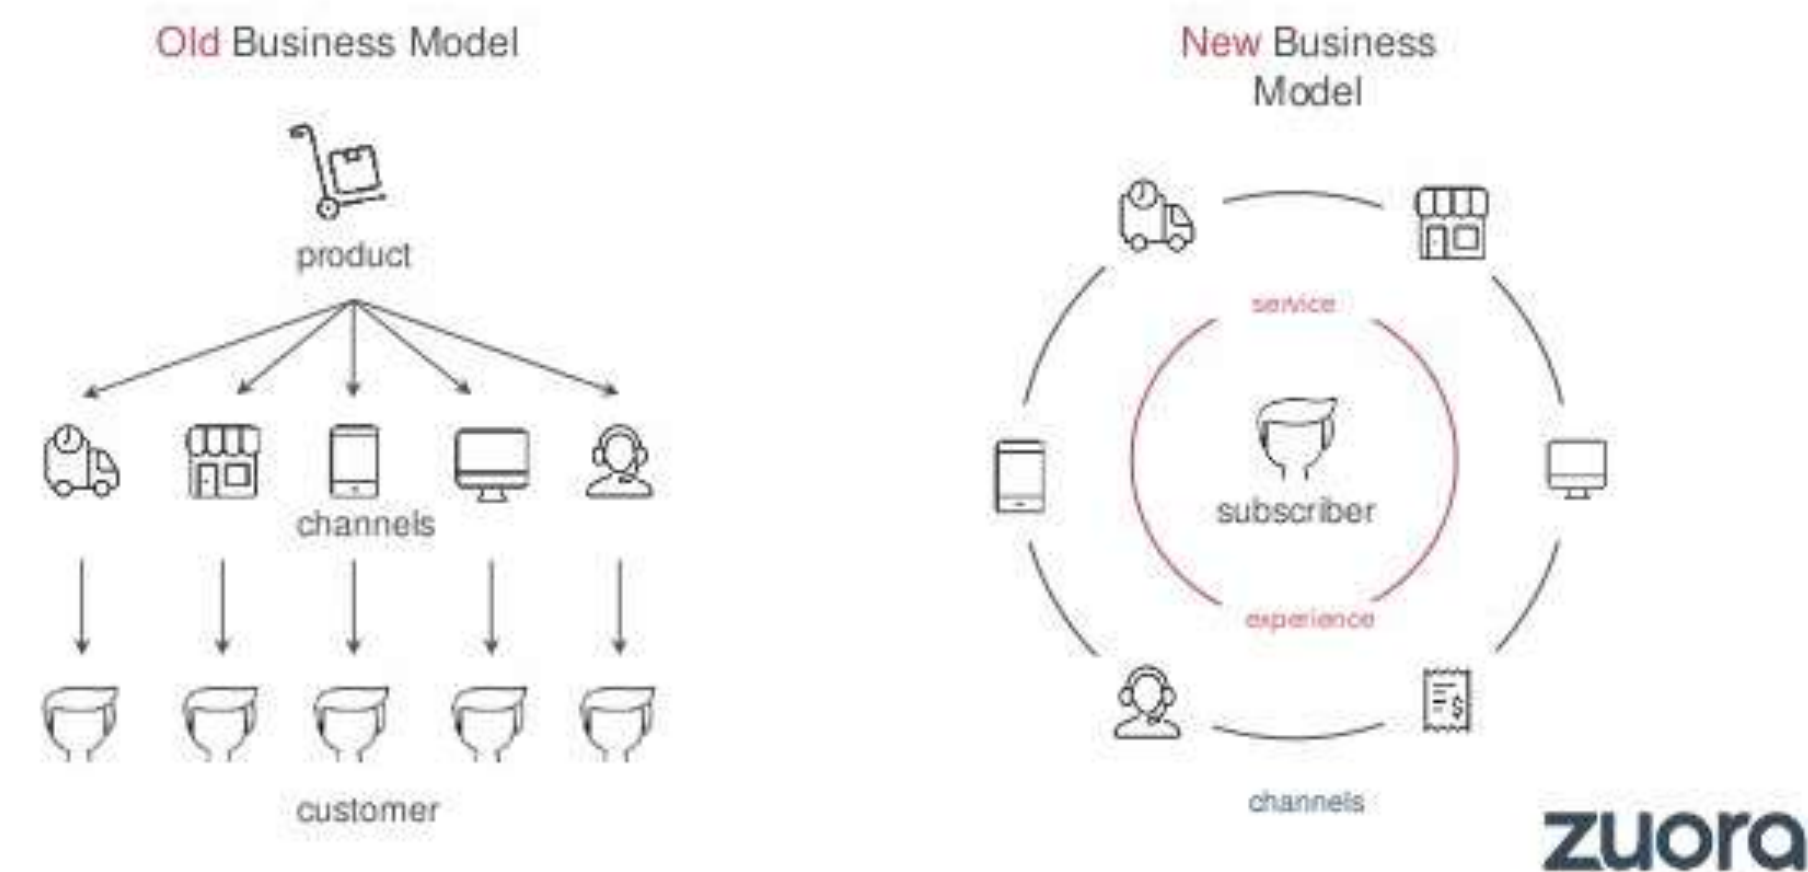 Old Business Model
product
channels
customer
New Business
Model
service
subscriber
experience
channels
zuora